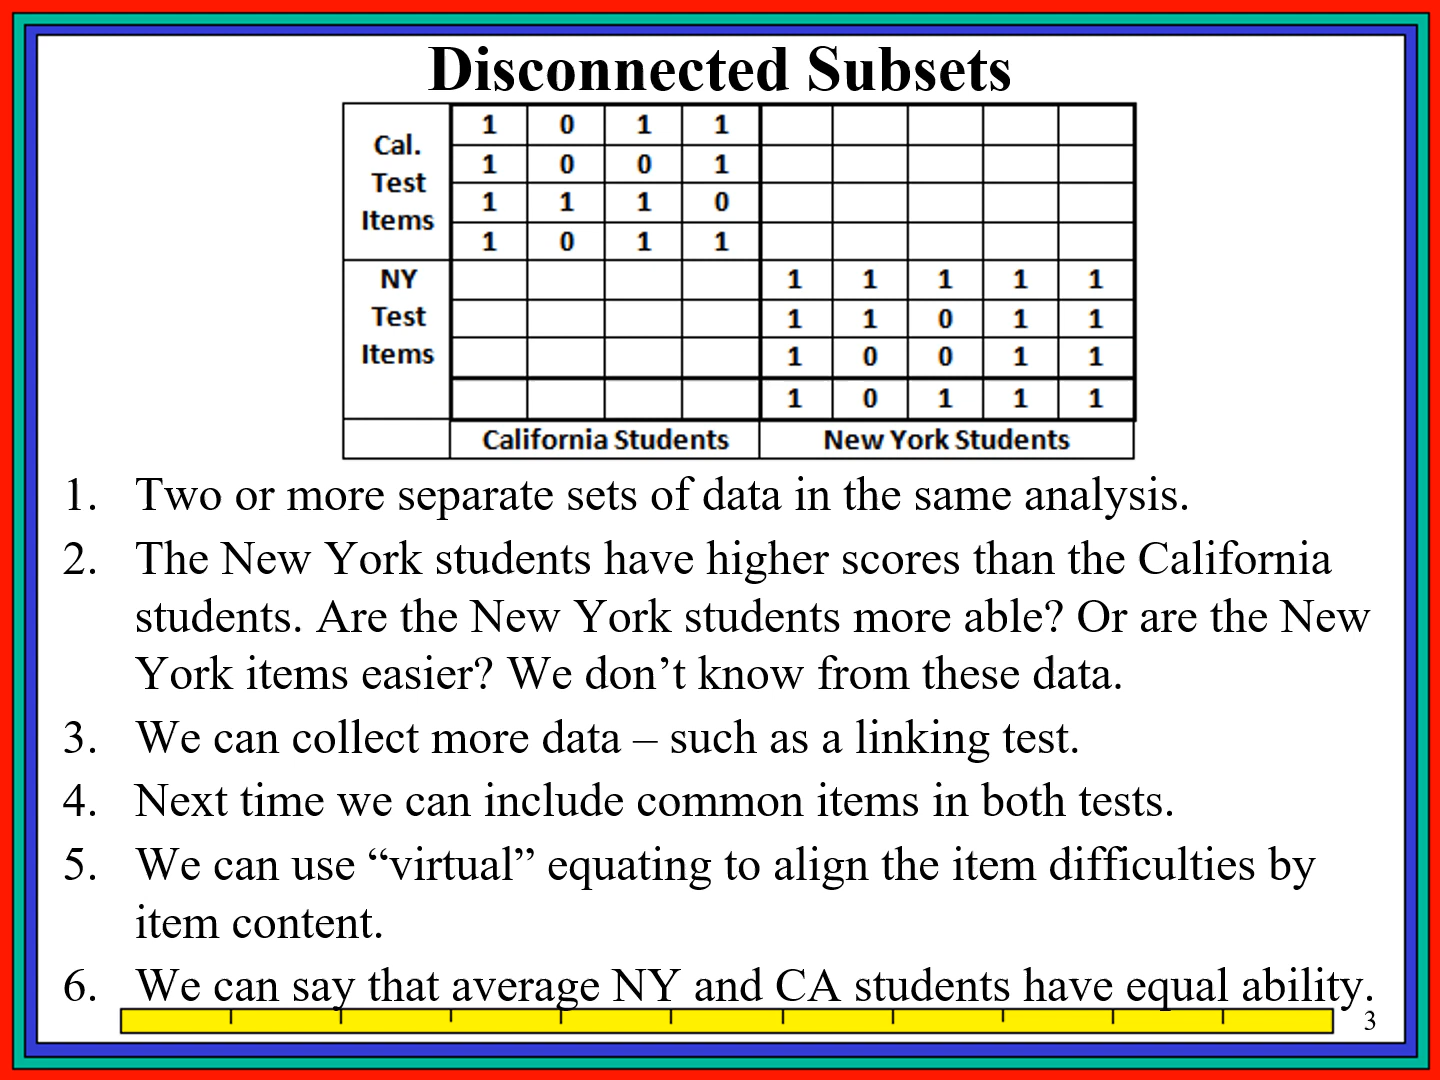 Disconnected Subsets
Cal. Test Items
1 0 1 1
1 0 0 1
1 1 1 0
1 0 1 1
NY Test Items
1 1 1 1 1
1 1 0 1 1
1 0 0 1 1
1 0 1 1 1
California Students New York Students
1. Two or more separate sets of data in the same analysis.
2. The New York students have higher scores than the California
students. Are the New York students more able? Or are the New
York items easier? We don’t know from these data.
3. We can collect more data – such as a linking test.
4. Next time we can include common items in both tests.
5. We can use “virtual” equating to align the item difficulties by
item content.
6. We can say that average NY and CA students have equal ability.
3